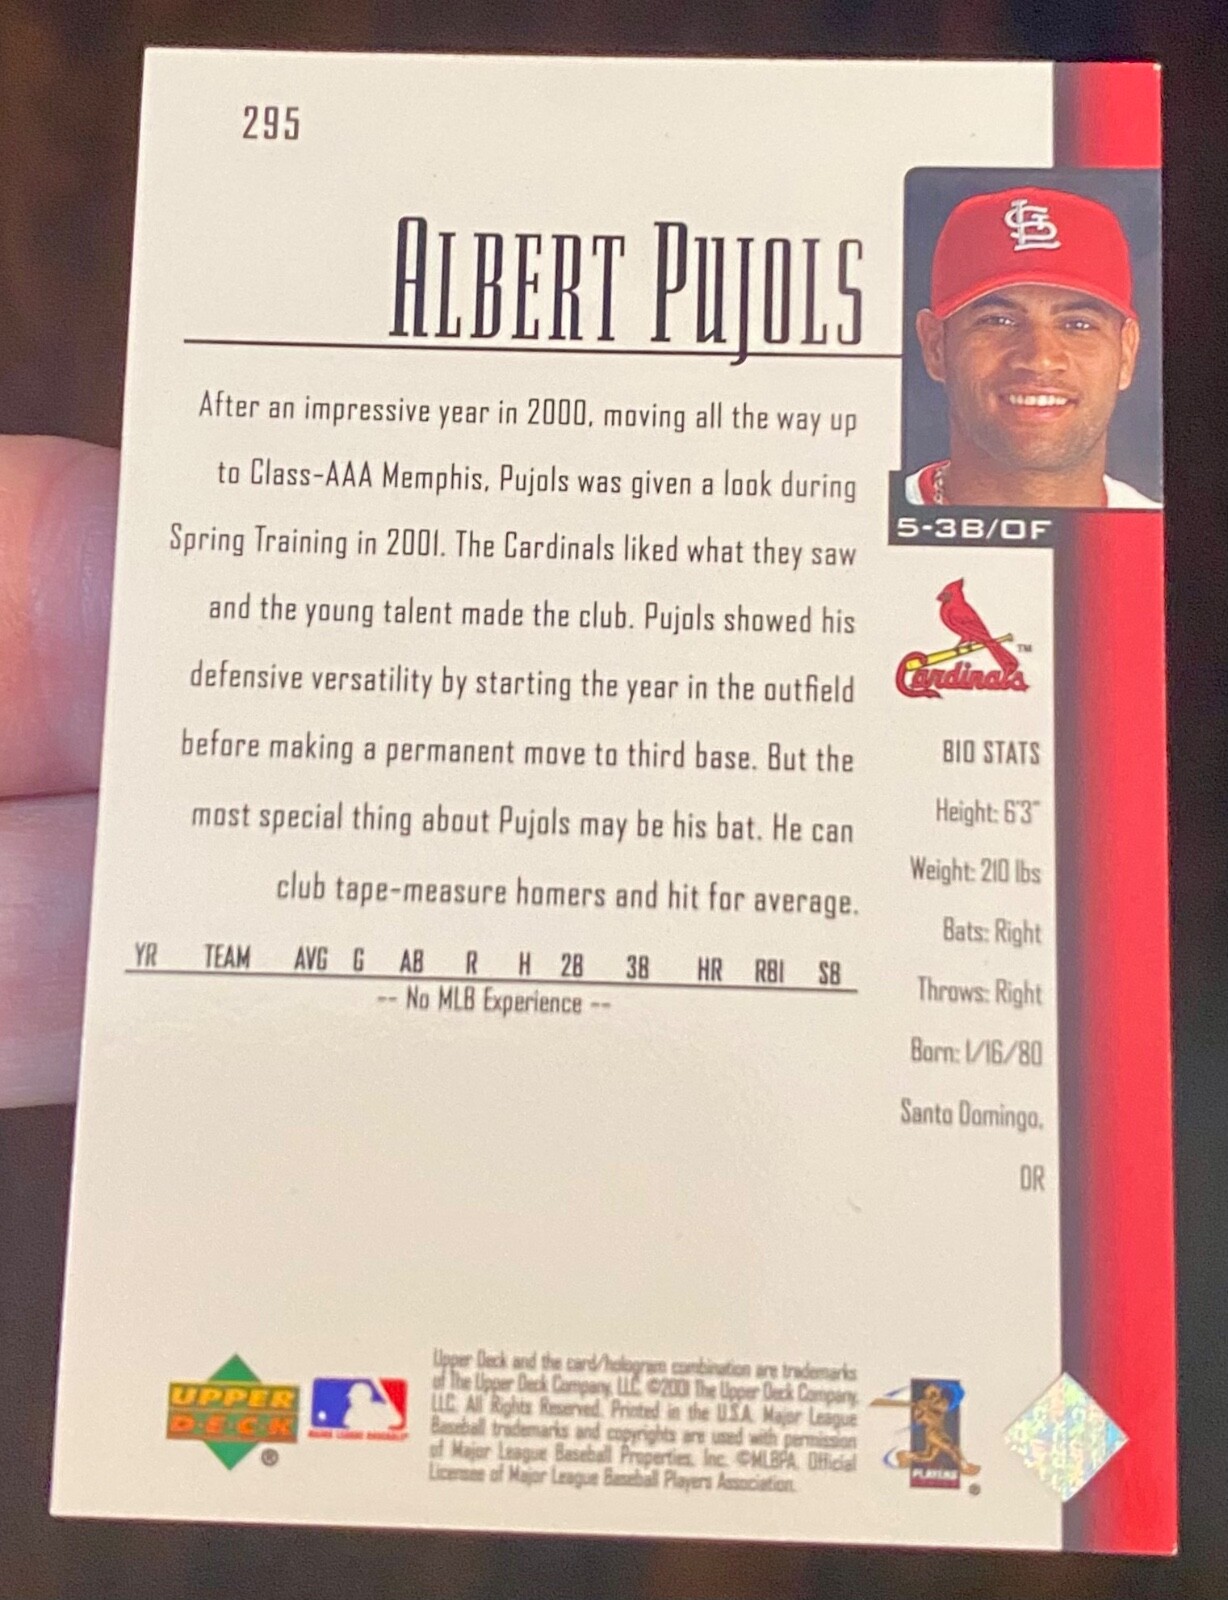 295
ALBERT PUJOLS
After an impressive year in 2000, moving all the way up
to Class-AAA Memphis, Pujols was given a look during
Spring Training in 2001. The Cardinals liked what they saw
and the young talent made the club. Pujols showed his
defensive versatility by starting the year in the outfield
before making a permanent move to third base. But the
most special thing about Pujols may be his bat. He can
club tape-measure homers and hit for average.
YR TEAM AVG G AB R H 2B 3B HR RBI SB
-- No MLB Experience --
StL
5-3B/OF
Cardinals TM
BIO STATS
Height: 6'3"
Weight: 210 lbs
Bats: Right
Throws: Right
Born: 1/16/80
Santo Domingo,
DR
UPPER
DECK ®
MAJOR LEAGUE BASEBALL
Upper Deck and the card/hologram combination are trademarks
of The Upper Deck Company, LLC. ©2001 The Upper Deck Company,
LLC. All Rights Reserved. Printed in the U.S.A. Major League
Baseball trademarks and copyrights are used with permission
of Major League Baseball Properties, Inc. ©MLBPA. Official
Licensee of Major League Baseball Players Association.
PLAYERS ®